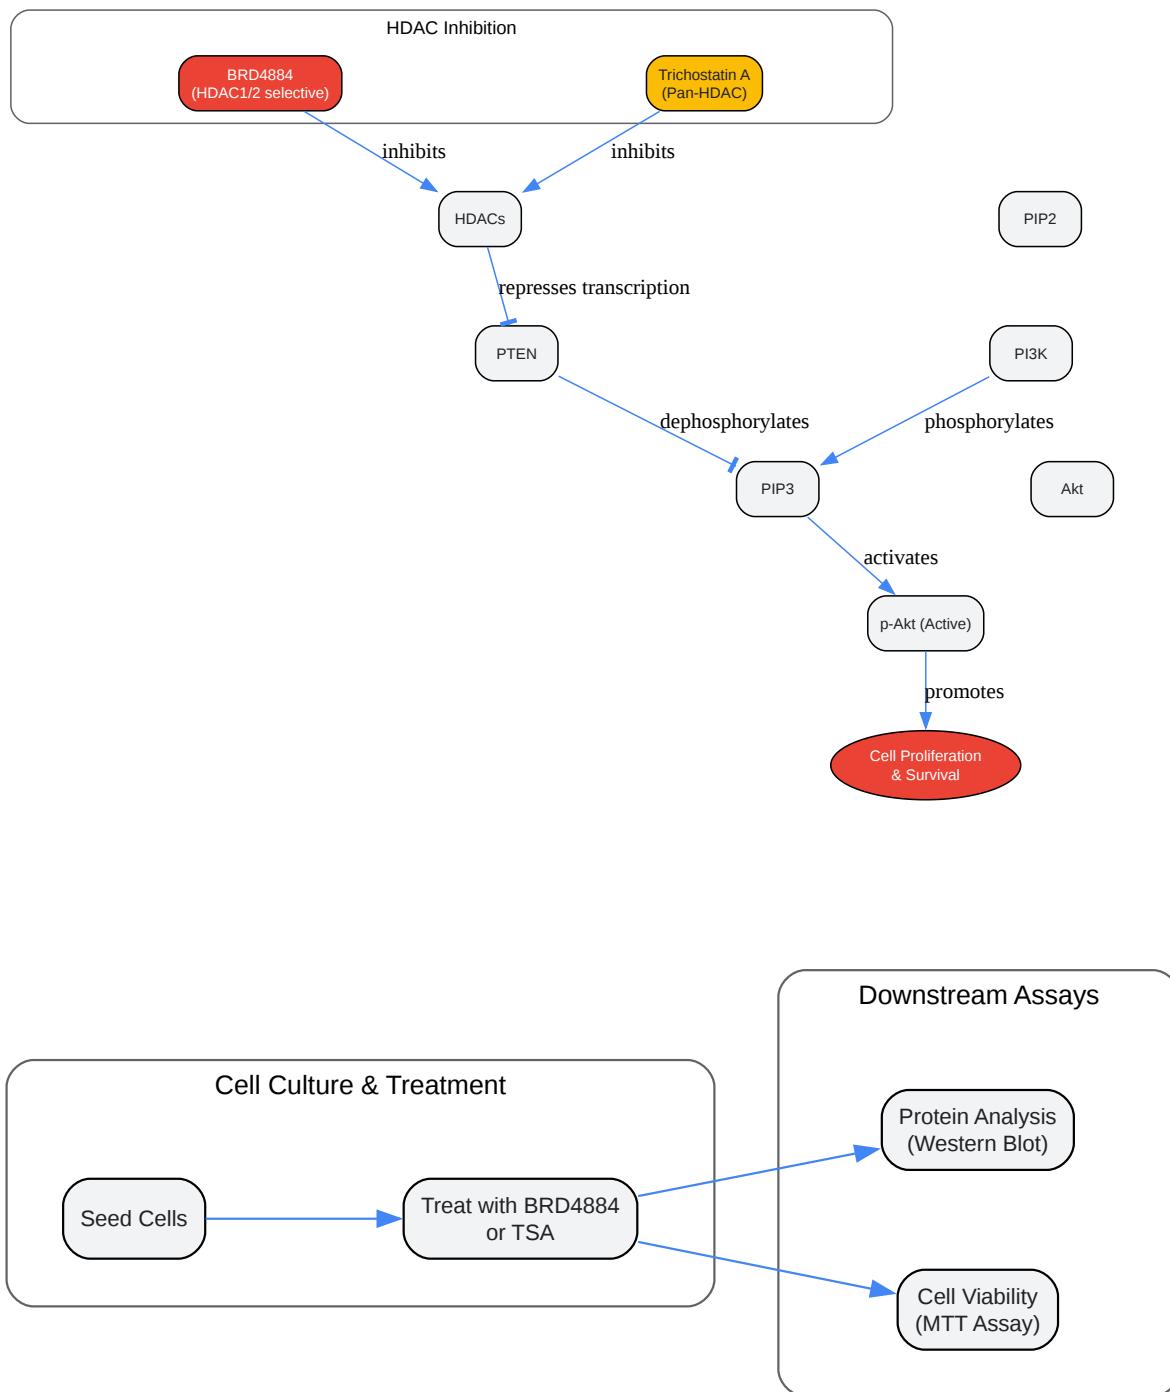 HDAC Inhibition
BRD4884
(HDAC1/2 selective)
Trichostatin A
(Pan-HDAC)
inhibits
inhibits
HDACs
PIP2
represses transcription
PTEN
PI3K
dephosphorylates
phosphorylates
PIP3
Akt
activates
p-Akt (Active)
promotes
Cell Proliferation
& Survival
Downstream Assays
Cell Culture & Treatment
Protein Analysis
(Western Blot)
Seed Cells
Treat with BRD4884
or TSA
Cell Viability
(MTT Assay)